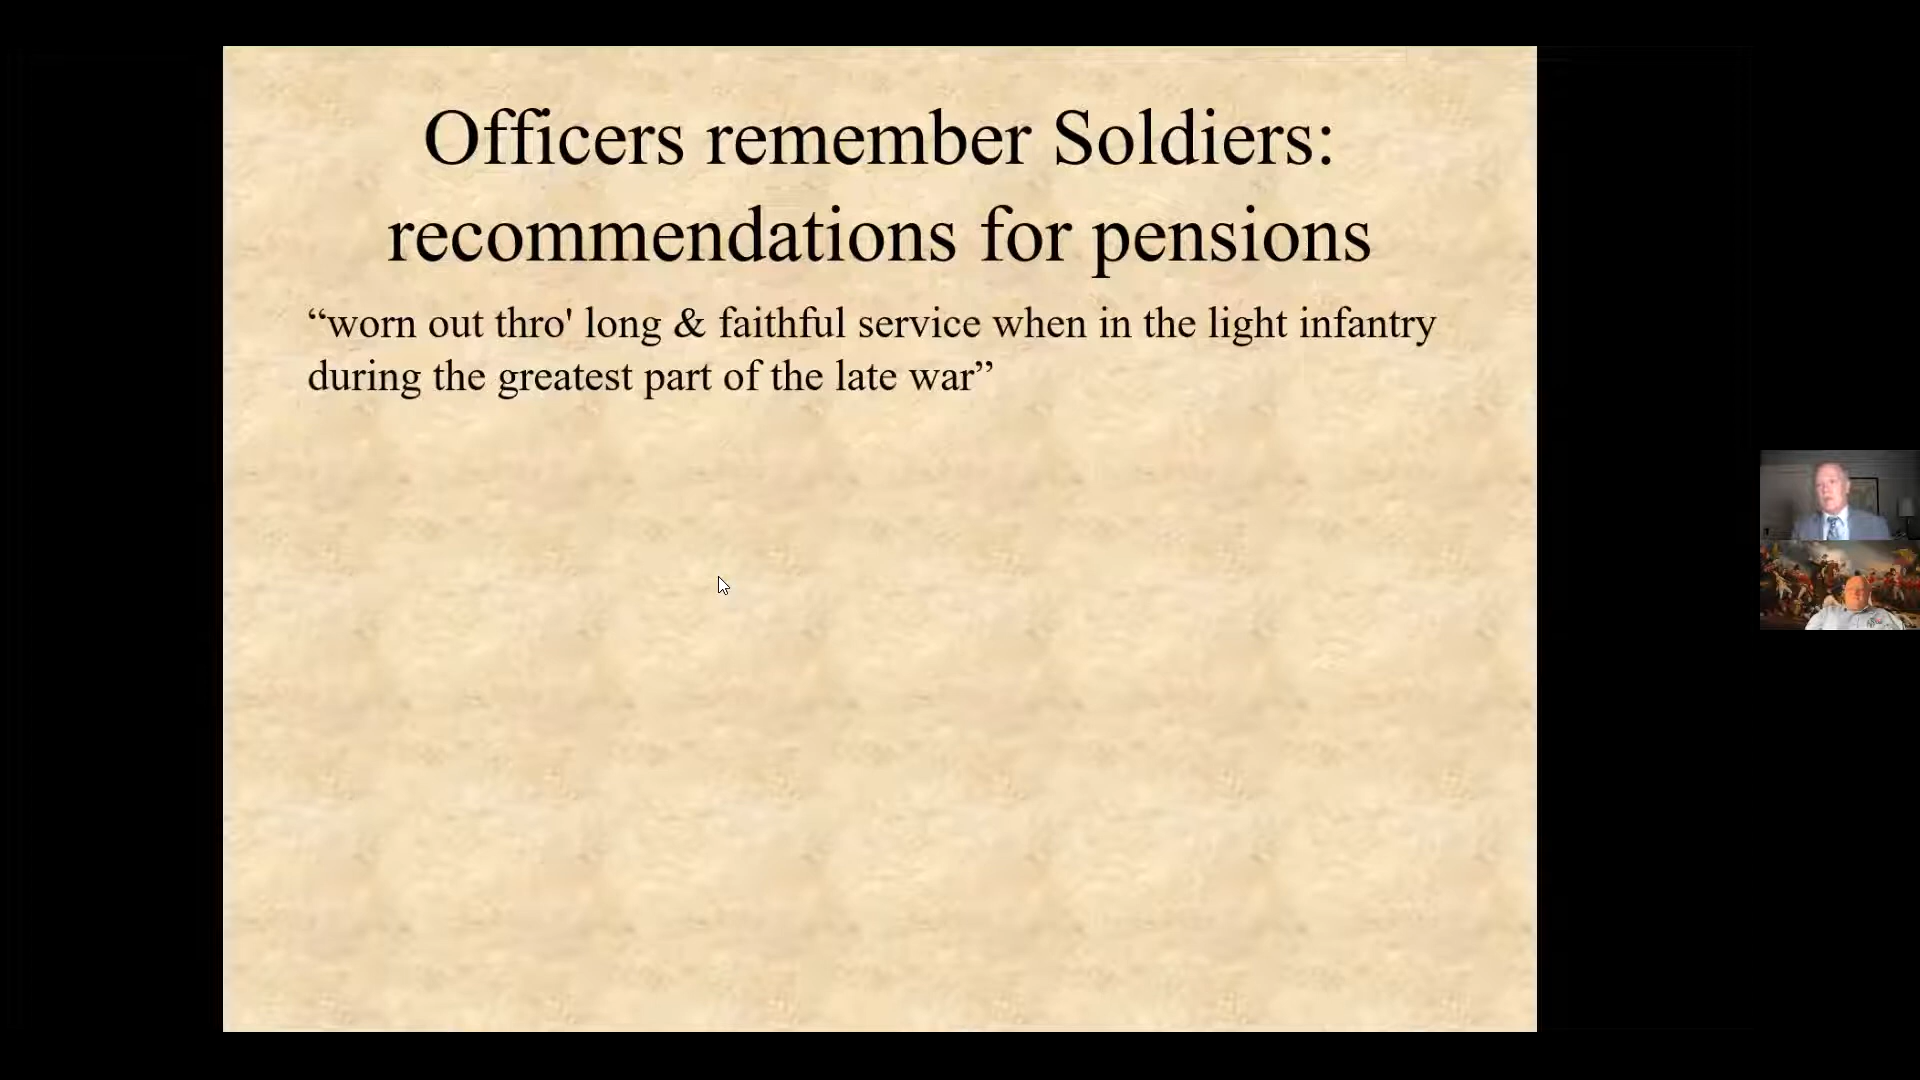 Officers remember Soldiers:
recommendations for pensions
“worn out thro' long & faithful service when in the light infantry
during the greatest part of the late war”